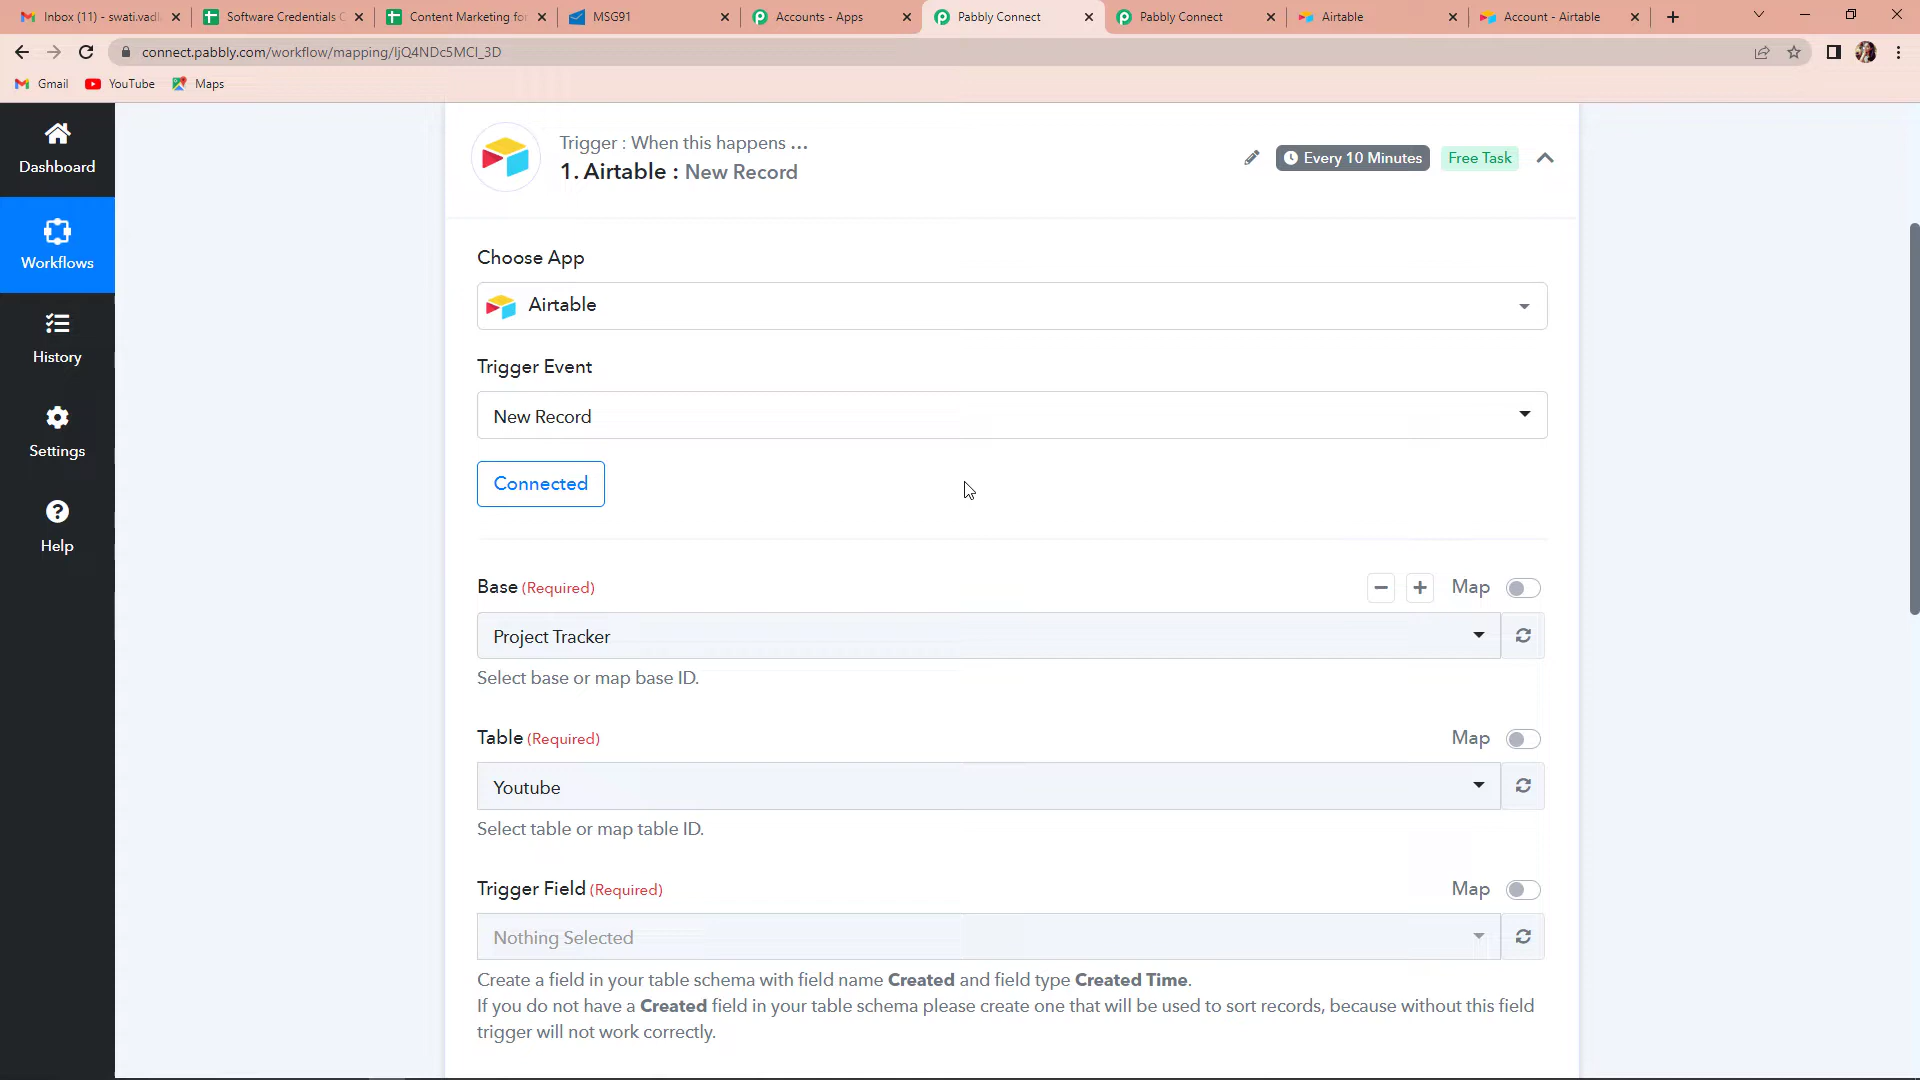 Inbox (11) - swati.vadl
Software Credentials C
Content Marketing for
MSG91
Accounts - Apps
Pabbly Connect
Pabbly Connect
Airtable
Account - Airtable
connect.pabbly.com/workflow/mapping/IjQ4NDc5MCI_3D
Gmail
YouTube
Maps
Dashboard
Workflows
History
Settings
Help
Trigger : When this happens ...
1. Airtable : New Record
Every 10 Minutes
Free Task
Choose App
Airtable
Trigger Event
New Record
Connected
Base (Required)
Map
Project Tracker
Select base or map base ID.
Table (Required)
Map
Youtube
Select table or map table ID.
Trigger Field (Required)
Map
Nothing Selected
Create a field in your table schema with field name Created and field type Created Time.
If you do not have a Created field in your table schema please create one that will be used to sort records, because without this field
trigger will not work correctly.